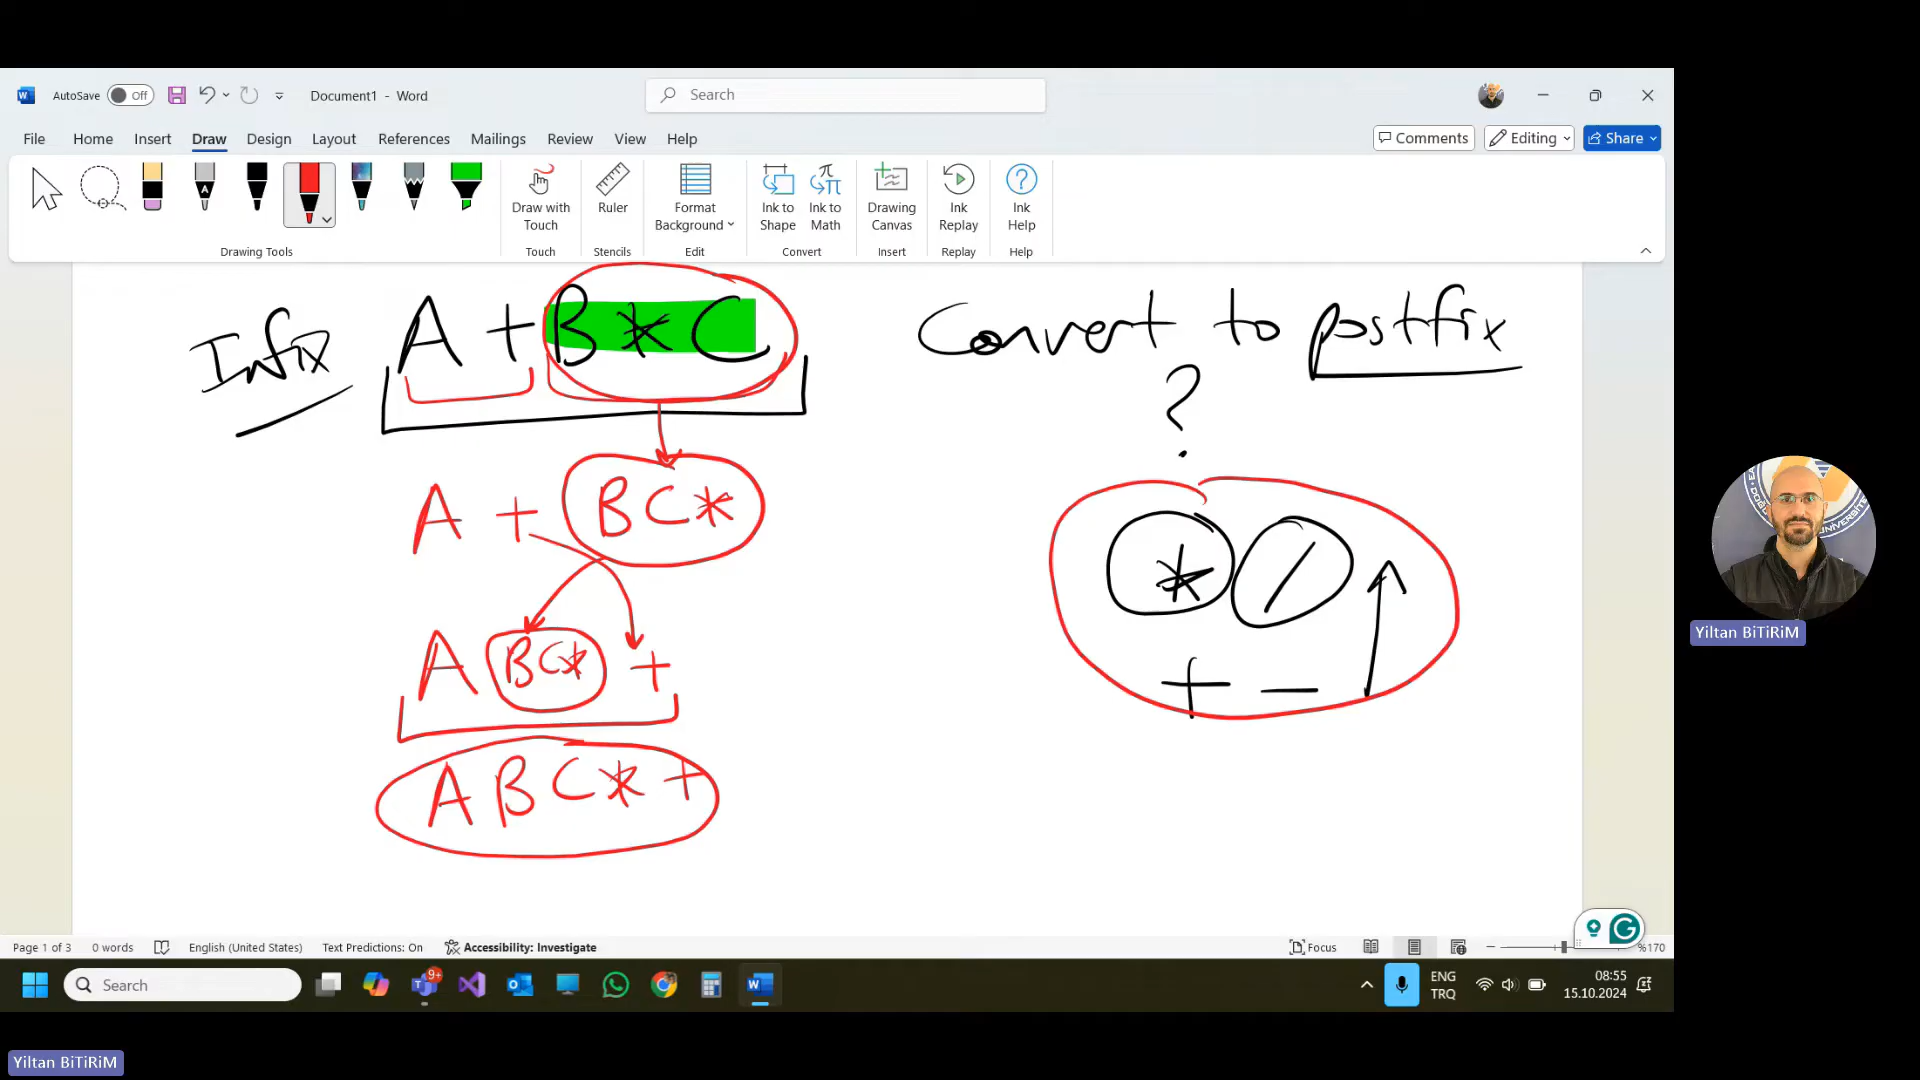 AutoSave Off Document1 - Word Search
File Home Insert Draw Design Layout References Mailings Review View Help Comments Editing Share
Draw with Touch
Ruler
Format Background
Ink to Shape
Ink to Math
Drawing Canvas
Ink Replay
Ink Help
Drawing Tools Touch Stencils Edit Convert Insert Replay Help
Infix A + B * C Convert to postfix
?
A + BC*
* /
A BC* +
+ -
A B C * +
Yiltan BiTiRiM
Page 1 of 3 0 words English (United States) Text Predictions: On Accessibility: Investigate Focus %170
Search 9+ ENG TRQ 08:55 15.10.2024
Yiltan BiTiRiM